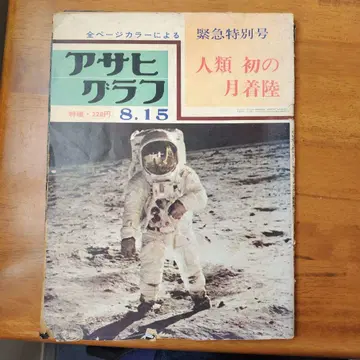 全ページカラーによる
緊急特別号
アサヒ
グラフ
人類 初の
月着陸
8.15